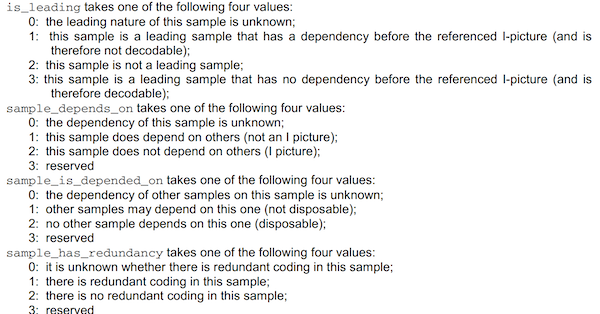 is_leading takes one of the following four values:
0: the leading nature of this sample is unknown;
1: this sample is a leading sample that has a dependency before the referenced I-picture (and is
therefore not decodable);
2: this sample is not a leading sample;
3: this sample is a leading sample that has no dependency before the referenced I-picture (and is
therefore decodable);
sample_depends_on takes one of the following four values:
0: the dependency of this sample is unknown;
1: this sample does depend on others (not an I picture);
2: this sample does not depend on others (I picture);
3: reserved
sample_is_depended_on takes one of the following four values:
0: the dependency of other samples on this sample is unknown;
1: other samples may depend on this one (not disposable);
2: no other sample depends on this one (disposable);
3: reserved
sample_has_redundancy takes one of the following four values:
0: it is unknown whether there is redundant coding in this sample;
1: there is redundant coding in this sample;
2: there is no redundant coding in this sample;
3: reserved